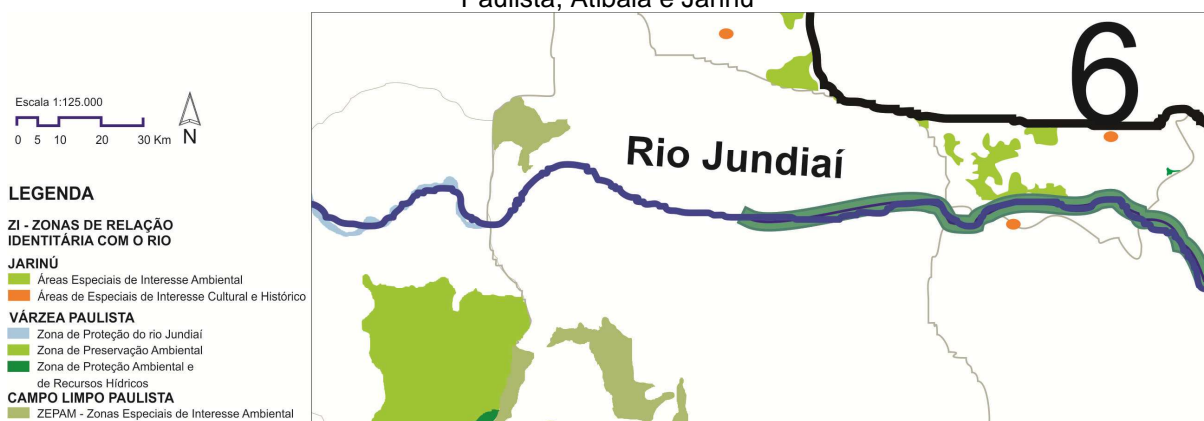 Paulista, Atibaia e Jarinu
Escala 1:125.000
0 5 10 20 30 Km
N
LEGENDA
ZI - ZONAS DE RELAÇÃO
IDENTITÁRIA COM O RIO
JARINÚ
Áreas Especiais de Interesse Ambiental
Áreas de Especiais de Interesse Cultural e Histórico
VÁRZEA PAULISTA
Zona de Proteção do rio Jundiaí
Zona de Preservação Ambiental
Zona de Proteção Ambiental e
de Recursos Hídricos
CAMPO LIMPO PAULISTA
ZEPAM - Zonas Especiais de Interesse Ambiental
Rio Jundiaí
6